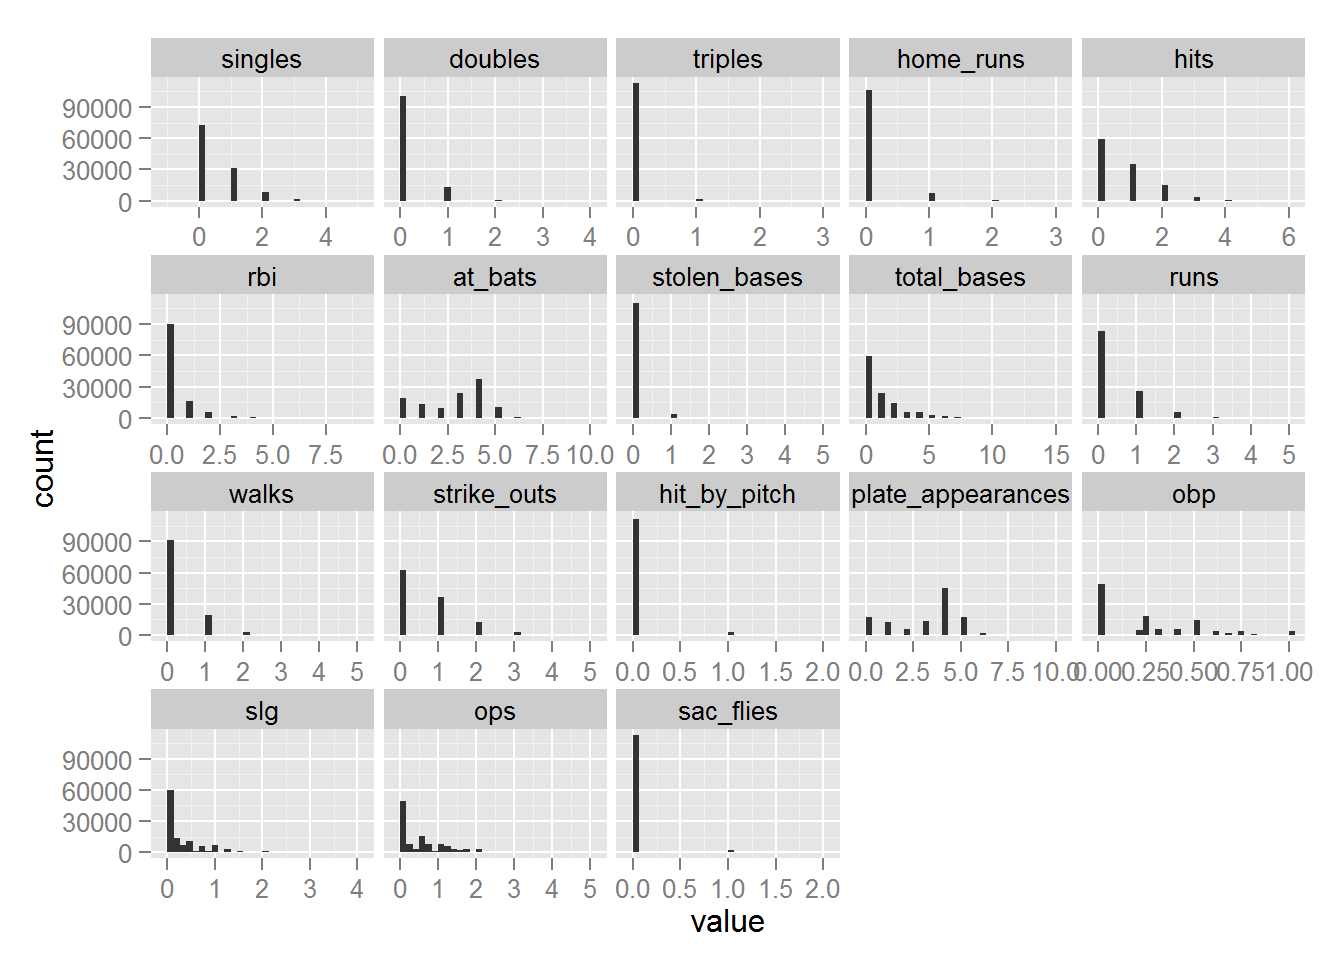 singles doubles triples home_runs hits
90000
60000
30000
0
0 2 4 0 1 2 3 4 0 1 2 3 0 1 2 3 0 2 4 6
rbi at_bats stolen_bases total_bases runs
90000
60000
30000
0
0.0 2.5 5.0 7.5 0.0 2.5 5.0 7.5 10.0 0 1 2 3 4 5 0 5 10 15 0 1 2 3 4 5
count
walks strike_outs hit_by_pitch plate_appearances obp
90000
60000
30000
0
0 1 2 3 4 5 0 1 2 3 4 5 0.0 0.5 1.0 1.5 2.0 0.0 2.5 5.0 7.5 10.0 0.00 0.25 0.50 0.75 1.00
slg ops sac_flies
90000
60000
30000
0
0 1 2 3 4 0 1 2 3 4 5 0.0 0.5 1.0 1.5 2.0
value